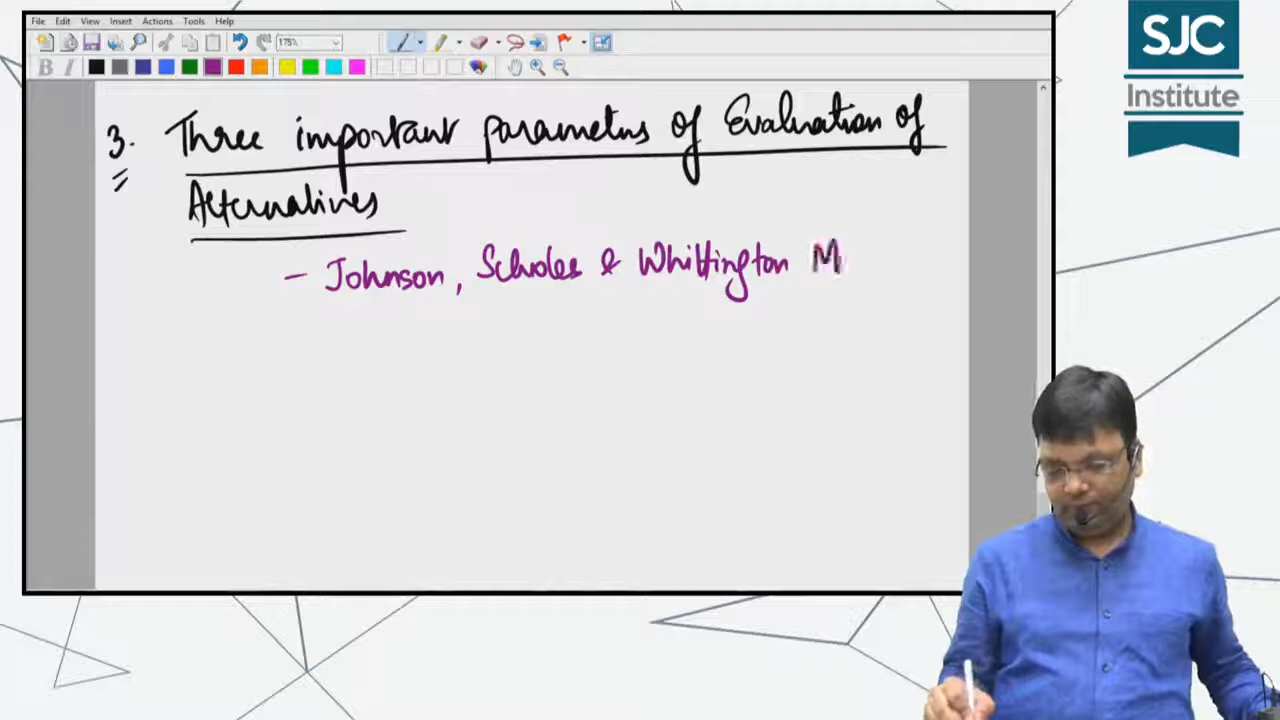 SJC
Institute
File Edit View Insert Actions Tools Help
175%
B I
3. Three important parameters of Evaluation of
Alternatives
- Johnson, Scholes & Whittington M